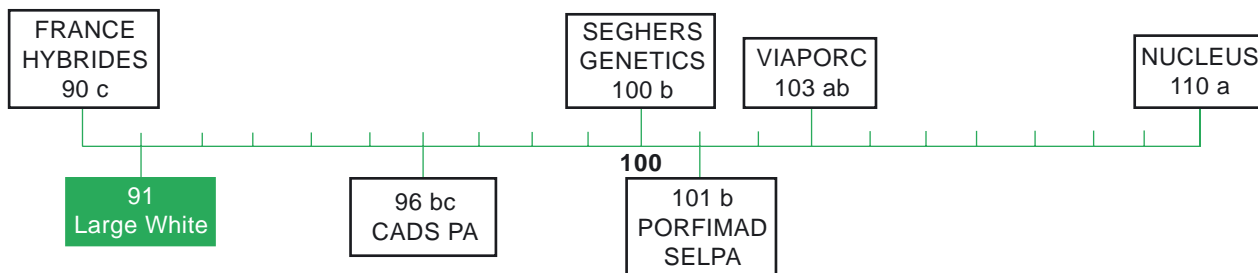 FRANCE
HYBRIDES
90 c
SEGHERS
GENETICS
100 b
VIAPORC
103 ab
NUCLEUS
110 a
100
91
Large White
96 bc
CADS PA
101 b
PORFIMAD
SELPA